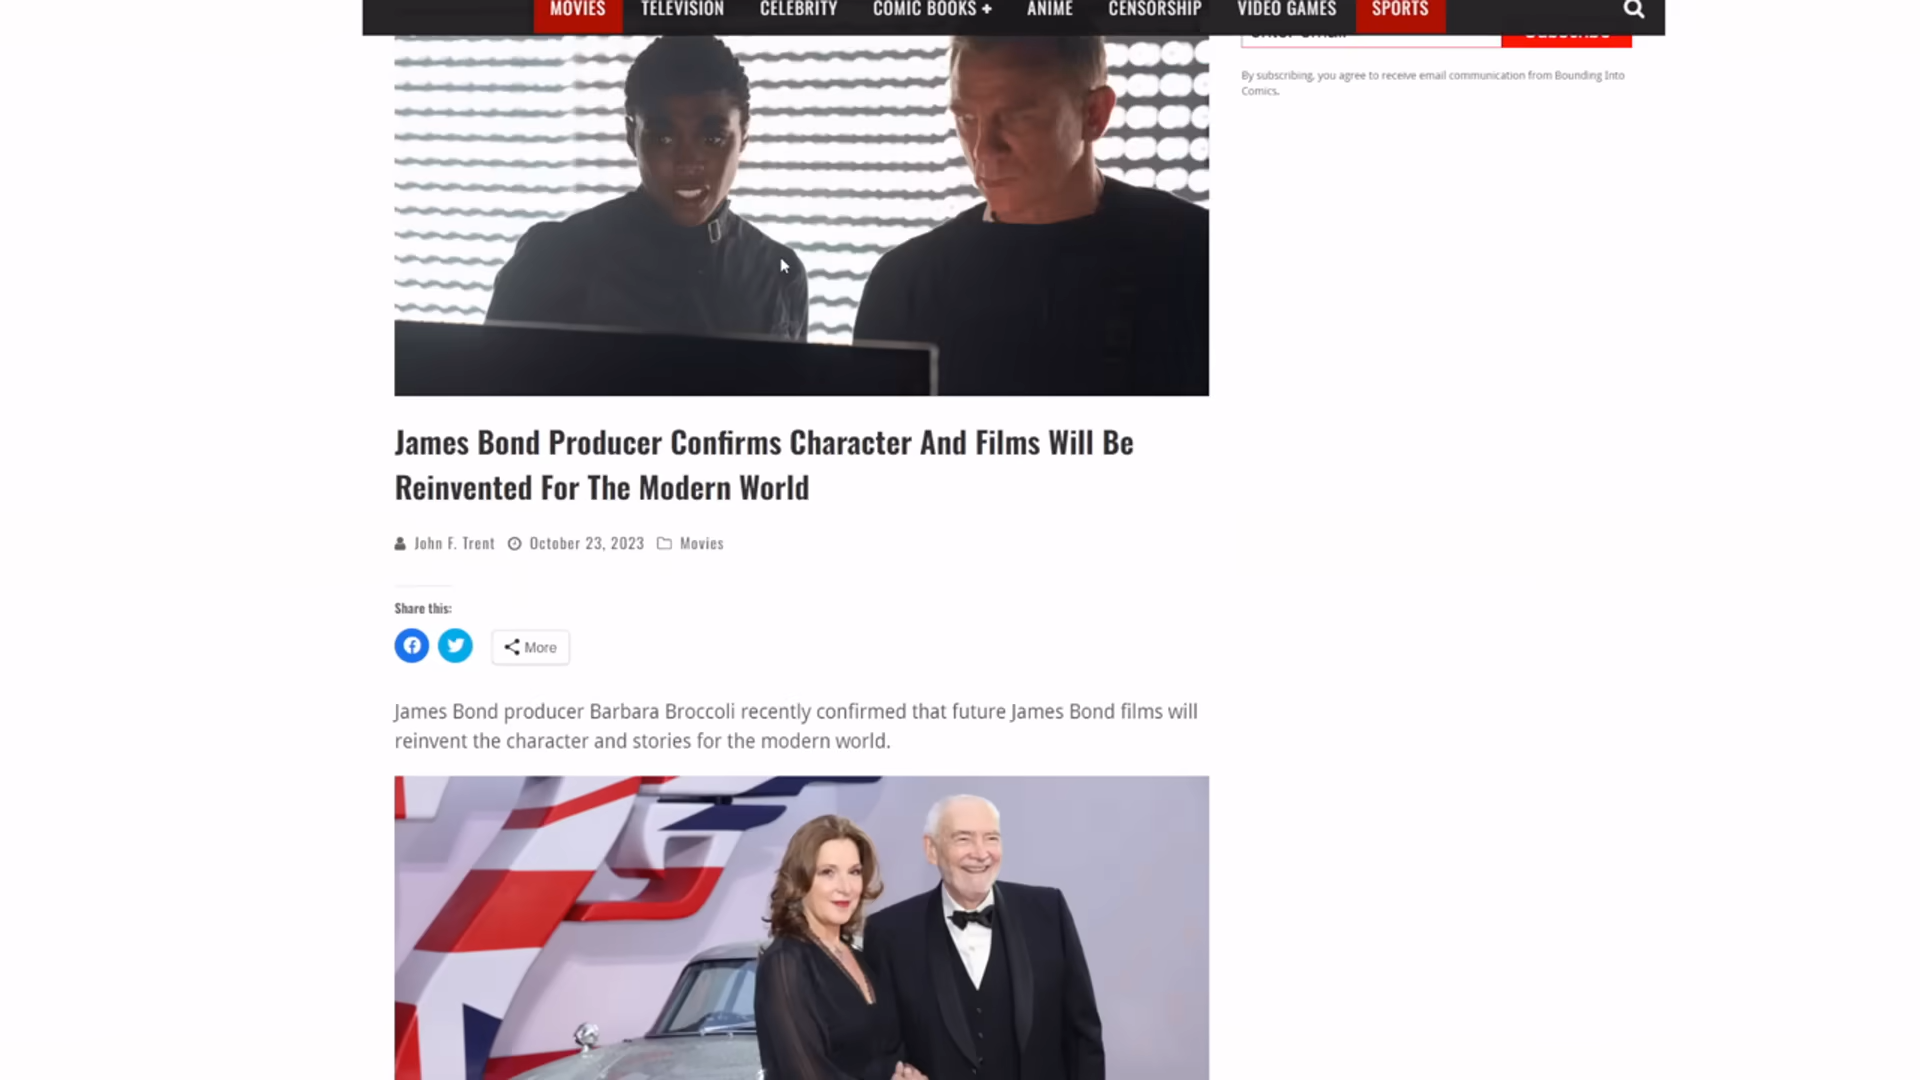 MOVIES TELEVISION CELEBRITY COMIC BOOKS + ANIME CENSORSHIP VIDEO GAMES SPORTS
By subscribing, you agree to receive email communication from Bounding Into
Comics.
James Bond Producer Confirms Character And Films Will Be
Reinvented For The Modern World
John F. Trent October 23, 2023 Movies
Share this:
More
James Bond producer Barbara Broccoli recently confirmed that future James Bond films will
reinvent the character and stories for the modern world.